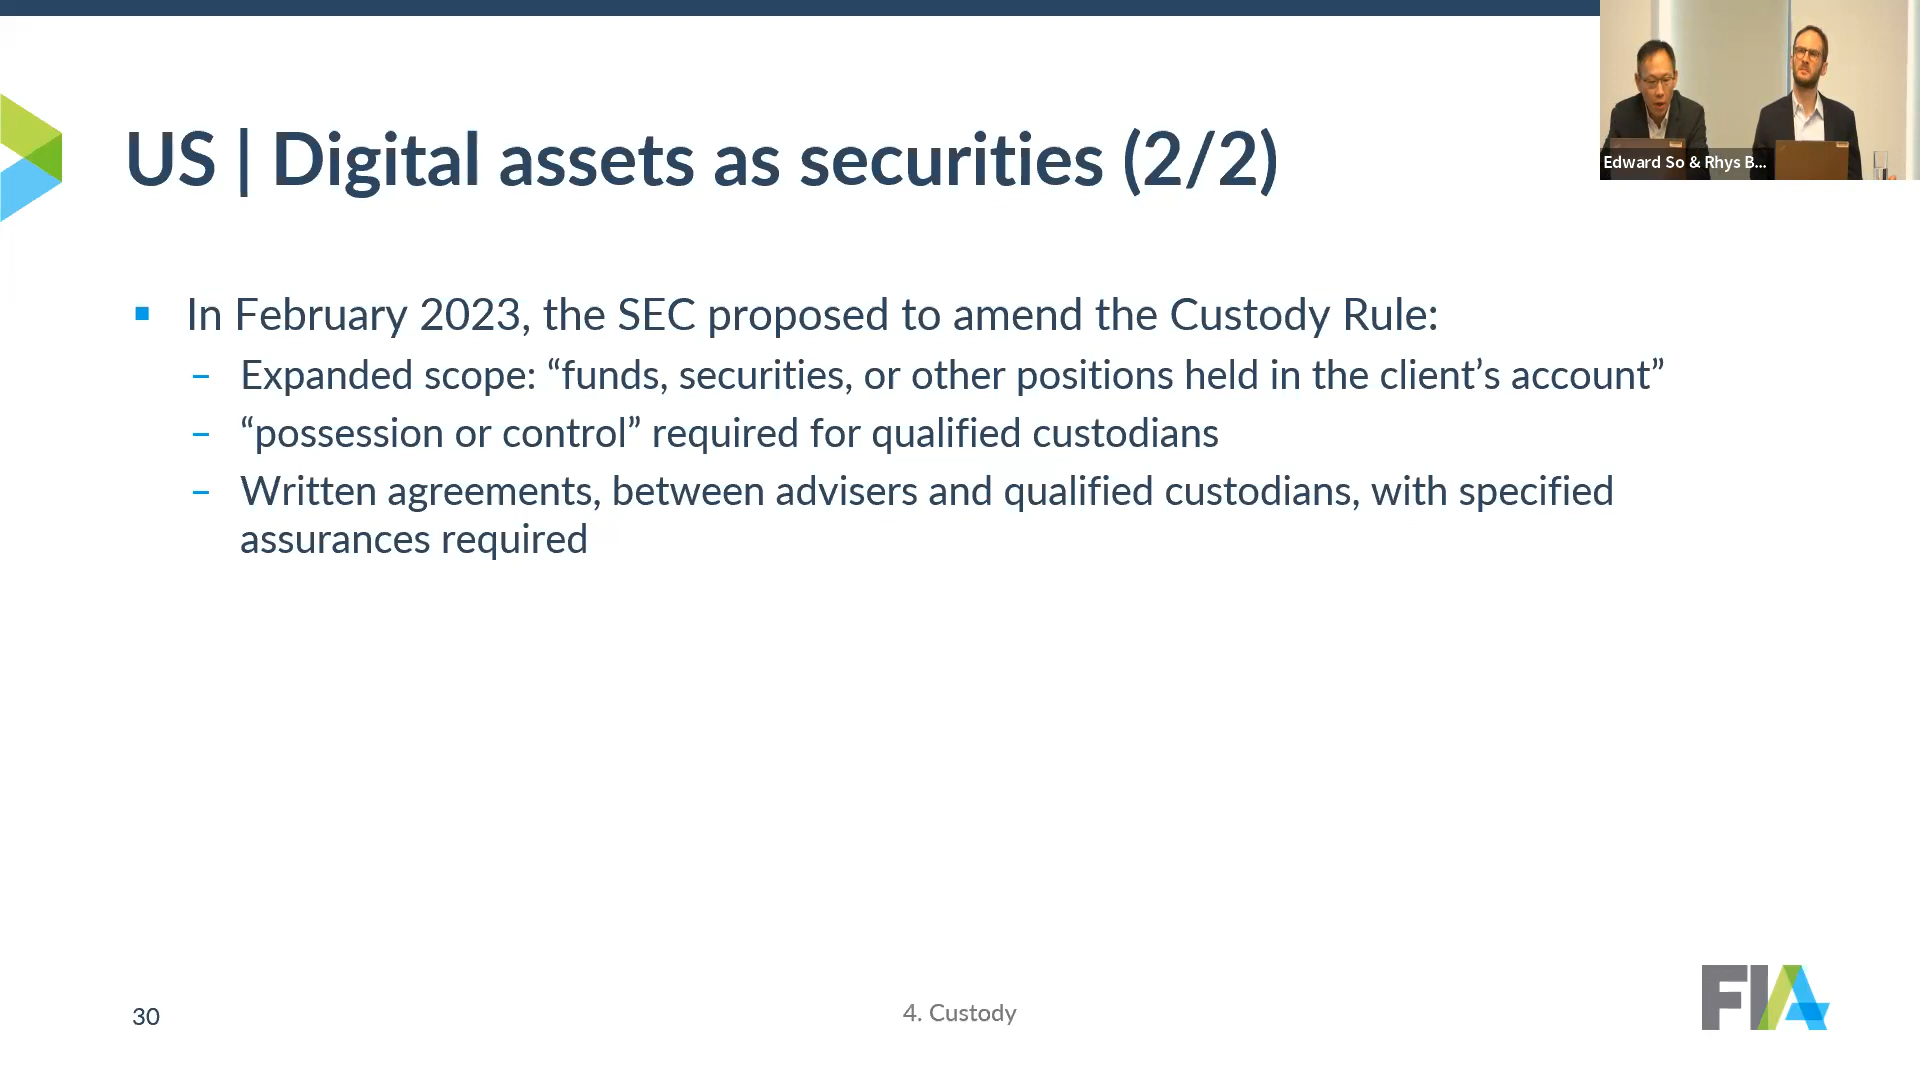 US | Digital assets as securities (2/2)
Edward So & Rhys B...
In February 2023, the SEC proposed to amend the Custody Rule:
– Expanded scope: “funds, securities, or other positions held in the client’s account”
– “possession or control” required for qualified custodians
– Written agreements, between advisers and qualified custodians, with specified
assurances required
30
4. Custody
FIA